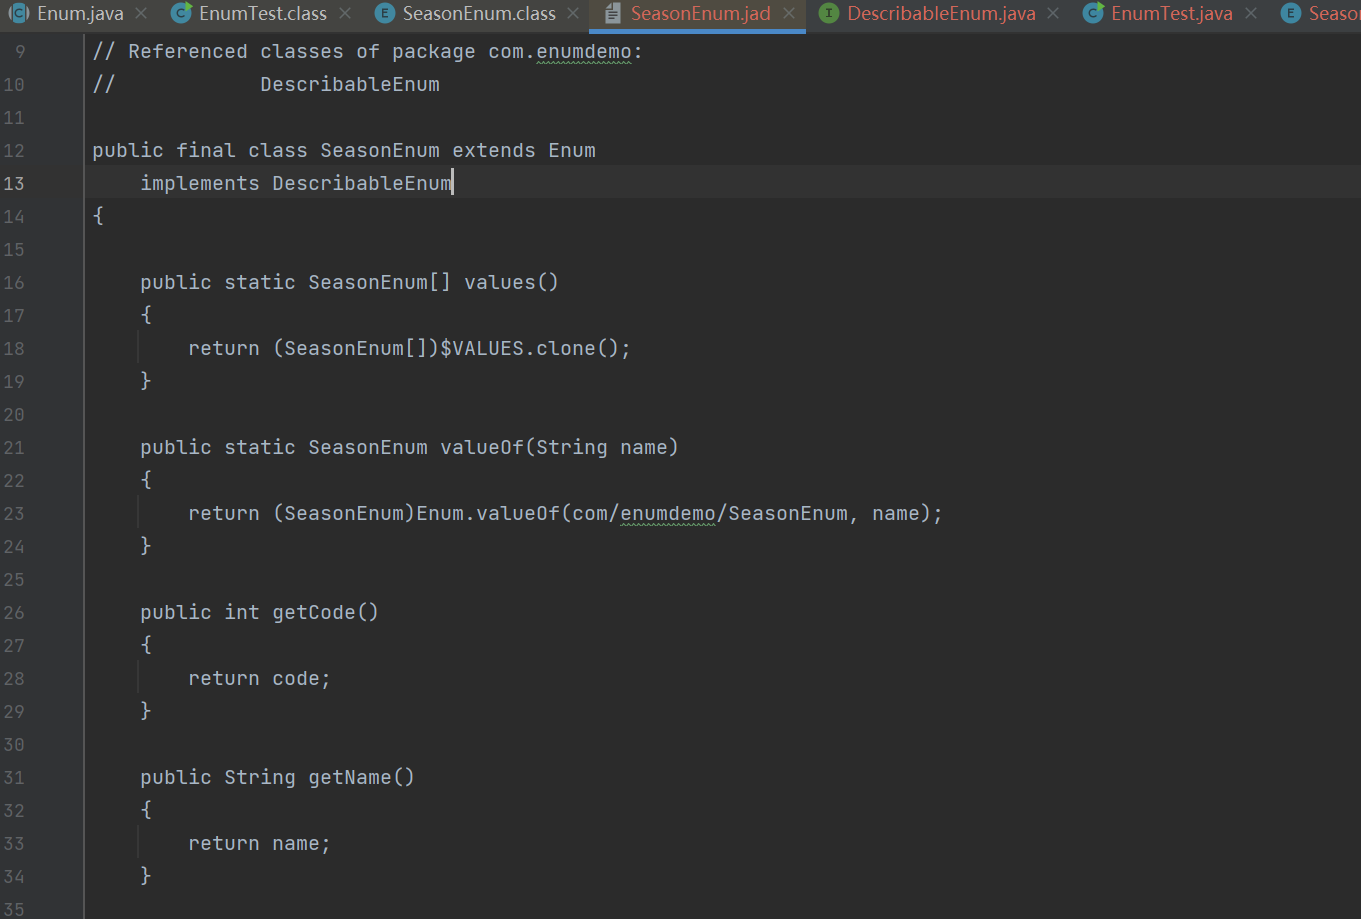 Enum.java EnumTest.class SeasonEnum.class SeasonEnum.jad DescribableEnum.java EnumTest.java Seaso
9 // Referenced classes of package com.enumdemo:
10 //            DescribableEnum
11
12 public final class SeasonEnum extends Enum
13     implements DescribableEnum
14 {
15
16     public static SeasonEnum[] values()
17     {
18         return (SeasonEnum[])$VALUES.clone();
19     }
20
21     public static SeasonEnum valueOf(String name)
22     {
23         return (SeasonEnum)Enum.valueOf(com/enumdemo/SeasonEnum, name);
24     }
25
26     public int getCode()
27     {
28         return code;
29     }
30
31     public String getName()
32     {
33         return name;
34     }
35